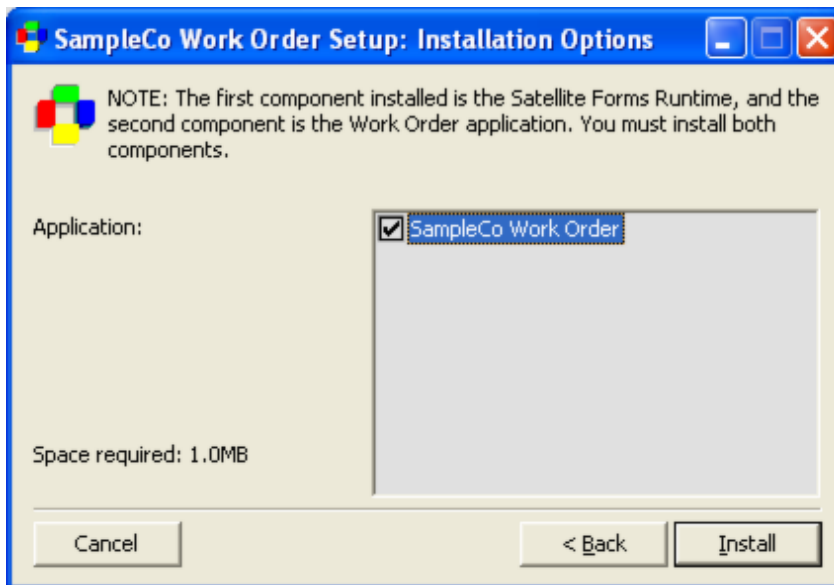 SampleCo Work Order Setup: Installation Options
NOTE: The first component installed is the Satellite Forms Runtime, and the
second component is the Work Order application. You must install both
components.
Application:
SampleCo Work Order
Space required: 1.0MB
Cancel
< Back
Install